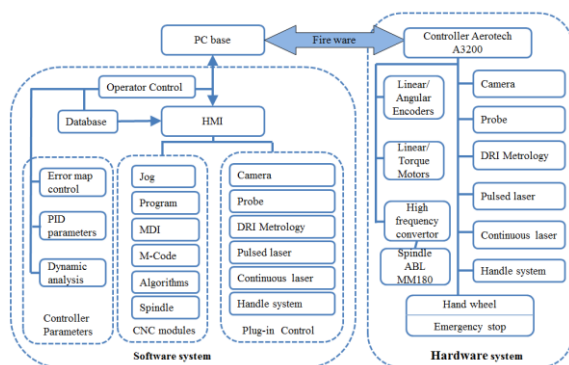 PC base
Fire ware
Controller Aerotech
A3200
Operator Control
Database
HMI
Error map
control
PID
parameters
Dynamic
analysis
Controller
Parameters
Jog
Program
MDI
M-Code
Algorithms
Spindle
CNC modules
Camera
Probe
DRI Metrology
Pulsed laser
Continuous laser
Handle system
Plug-in Control
Software system
Linear/
Angular
Encoders
Linear/
Torque
Motors
High
frequency
convertor
Spindle
ABL
MM180
Camera
Probe
DRI Metrology
Pulsed laser
Continuous laser
Handle system
Hand wheel
Emergency stop
Hardware system